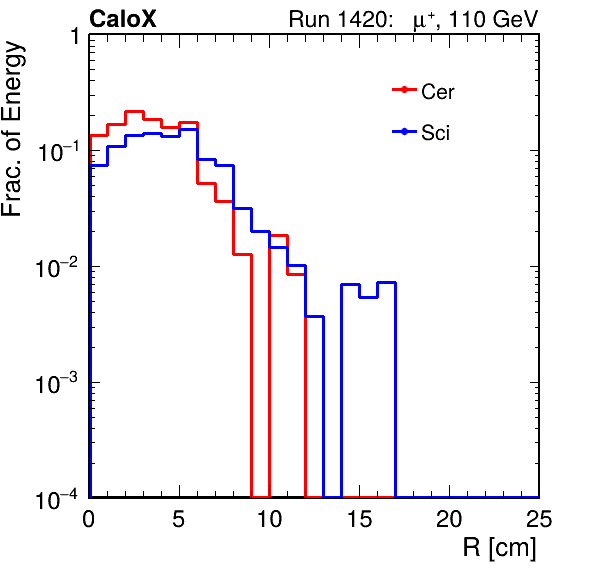 CaloX Run 1420: μ⁺, 110 GeV
Frac. of Energy
1
10⁻¹
10⁻²
10⁻³
10⁻⁴
Cer
Sci
0 5 10 15 20 25
R [cm]